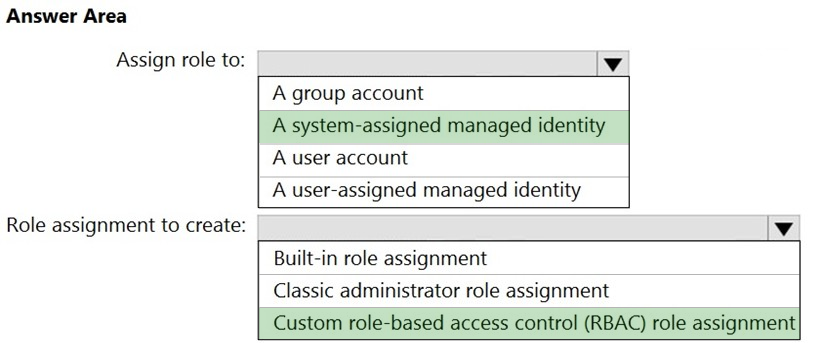 Answer Area
Assign role to:
A group account
A system-assigned managed identity
A user account
A user-assigned managed identity
Role assignment to create:
Built-in role assignment
Classic administrator role assignment
Custom role-based access control (RBAC) role assignment